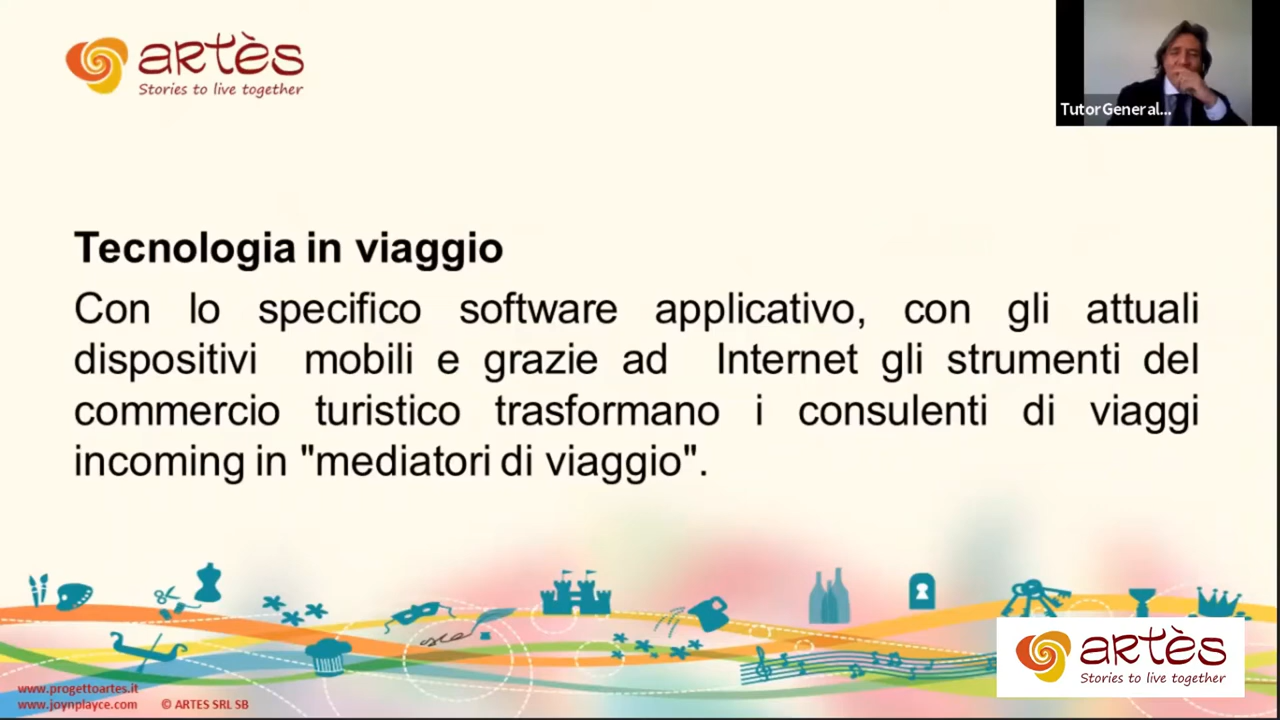 artès
Stories to live together
TutorGeneral...
Tecnologia in viaggio
Con lo specifico software applicativo, con gli attuali
dispositivi mobili e grazie ad Internet gli strumenti del
commercio turistico trasformano i consulenti di viaggi
incoming in "mediatori di viaggio".
www.progettoartes.it
www.joynplayce.com © ARTES SRL SB
artès
Stories to live together